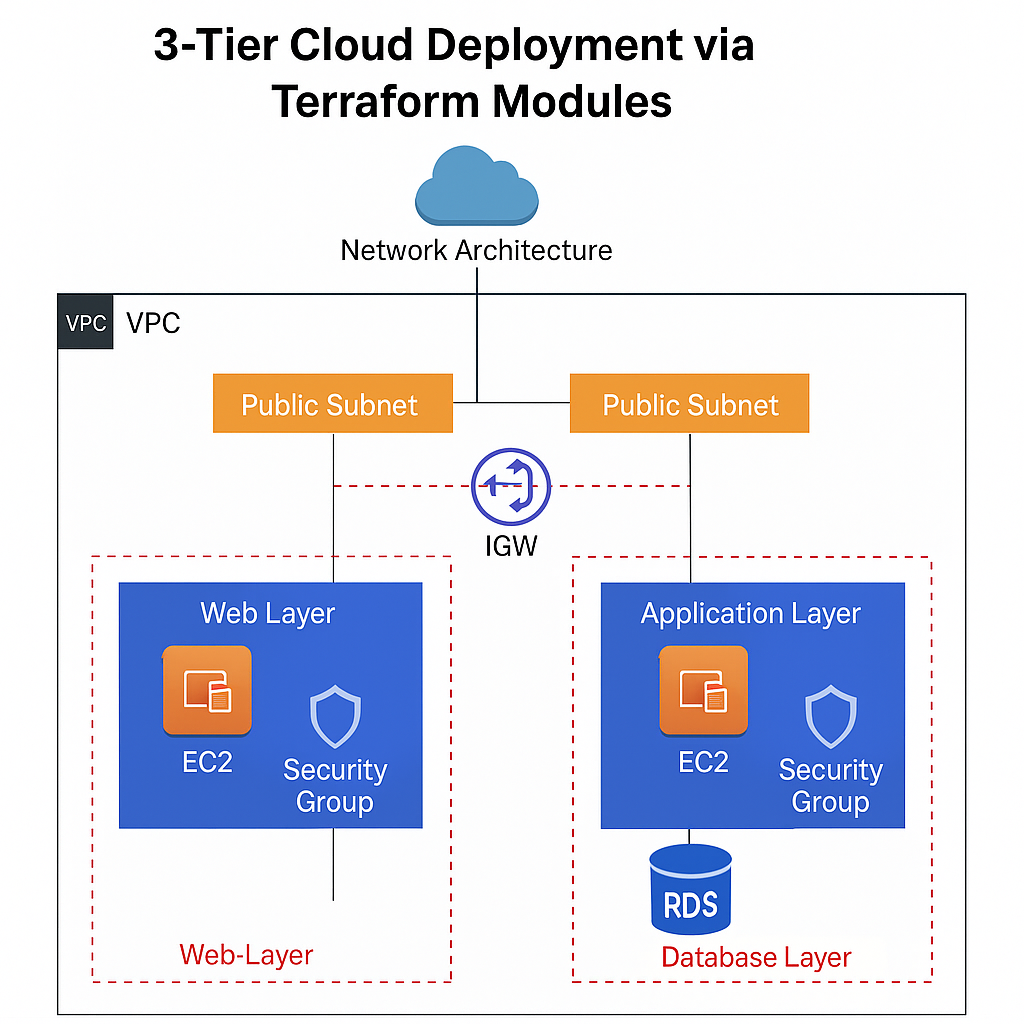 3-Tier Cloud Deployment via
Terraform Modules
Network Architecture
VPC
VPC
Public Subnet
Public Subnet
IGW
Web Layer
EC2
Security
Group
Application Layer
EC2
Security
Group
RDS
Web-Layer
Database Layer